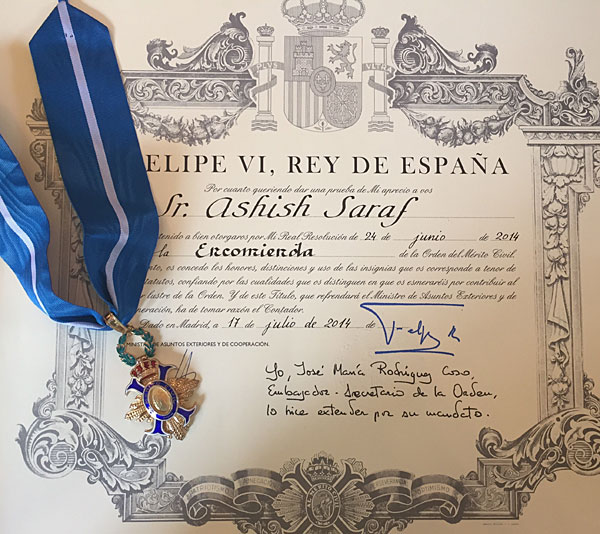 ELIPE VI, REY DE ESPAÑA
Por cuanto queriendo dar una prueba de Mi aprecio a vos
Sr. Ashish Saraf
tenido a bien otorgaros por Mi Real Resolución de 24 de junio de 2014
la Encomienda de la Orden del Mérito Civil.
nto, os concedo los honores, distinciones y uso de las insignias que os corresponde a tenor de
tatutos, confiando por las cualidades que os distinguen en que os esmeraréis por contribuir al
r lustre de la Orden. Y de este Título, que refrendará el Ministro de Asuntos Exteriores y de
eración, ha de tomar razón el Contador.
Dado en Madrid, a 17 de julio de 2014
MINIST DE ASUNTOS EXTERIORES Y DE COOPERACIÓN.
Felipe R
Yo, José María Rodríguez Coso,
Embajador-Secretario de la Orden,
lo hice extender por su mandato.